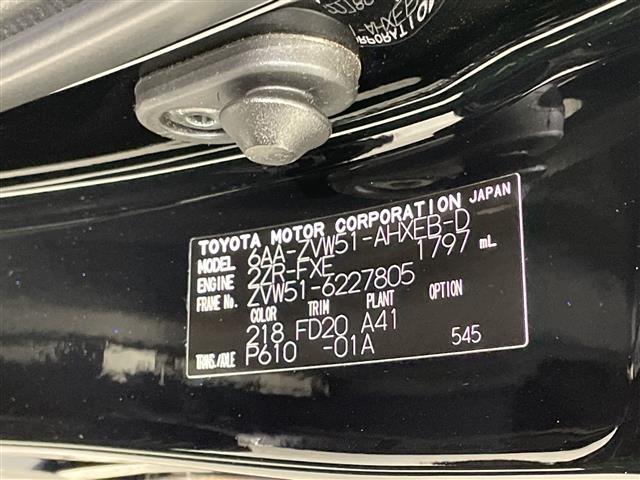 TOYOTA MOTOR CORPORATION JAPAN
MODEL 6AA-ZVW51-AHXEB-D
ENGINE 2ZR-FXE 1797 mL
FRAME No. ZVW51-6227805
COLOR TRIM PLANT OPTION
218 FD20 A41
TRANS./AXLE P610 -01A 545